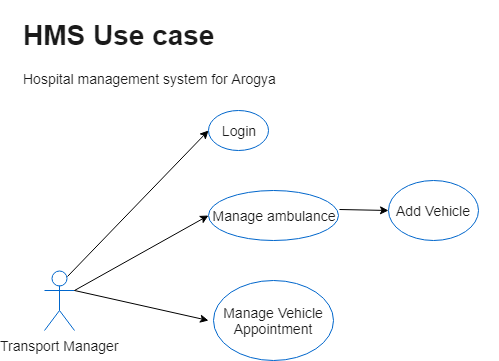 HMS Use case
Hospital management system for Arogya
Login
Manage ambulance
Add Vehicle
Manage Vehicle
Appointment
Transport Manager